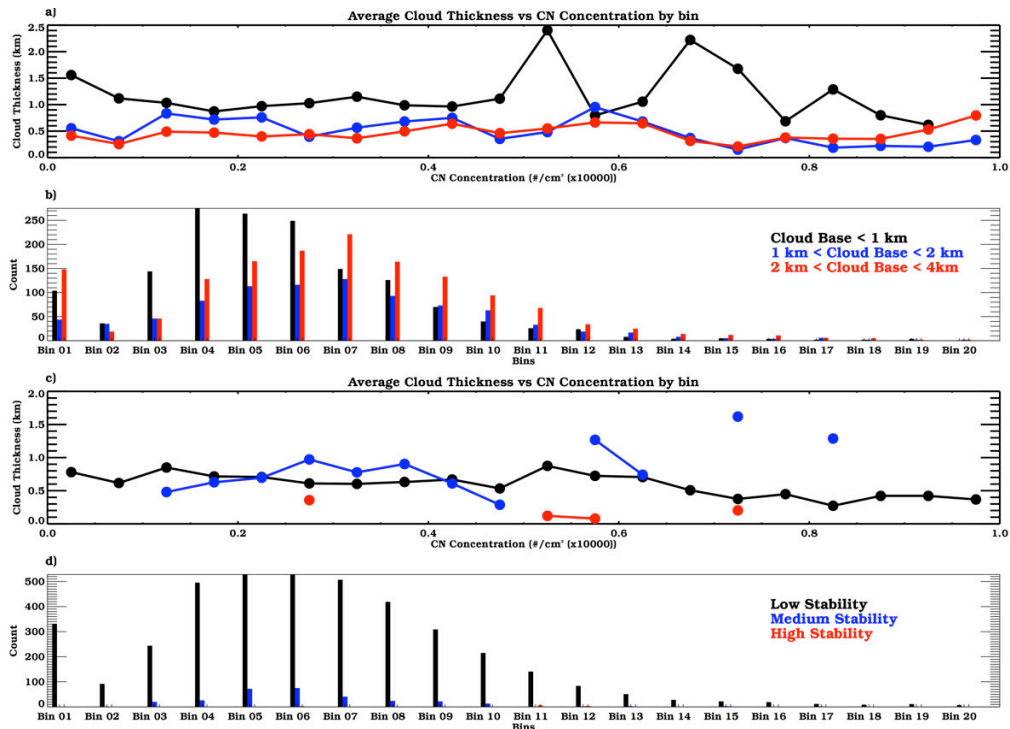 a)
Average Cloud Thickness vs CN Concentration by bin
Cloud Thickness (km)
2.5
2.0
1.5
1.0
0.5
0.0
0.0 0.2 0.4 0.6 0.8 1.0
CN Concentration (#/cm³ (x10000))
b)
Count
250
200
150
100
50
0
Cloud Base < 1 km
1 km < Cloud Base < 2 km
2 km < Cloud Base < 4km
Bin 01 Bin 02 Bin 03 Bin 04 Bin 05 Bin 06 Bin 07 Bin 08 Bin 09 Bin 10 Bin 11 Bin 12 Bin 13 Bin 14 Bin 15 Bin 16 Bin 17 Bin 18 Bin 19 Bin 20
Bins
c)
Average Cloud Thickness vs CN Concentration by bin
Cloud Thickness (km)
2.0
1.5
1.0
0.5
0.0
0.0 0.2 0.4 0.6 0.8 1.0
CN Concentration (#/cm³ (x10000))
d)
Count
500
400
300
200
100
0
Low Stability
Medium Stability
High Stability
Bin 01 Bin 02 Bin 03 Bin 04 Bin 05 Bin 06 Bin 07 Bin 08 Bin 09 Bin 10 Bin 11 Bin 12 Bin 13 Bin 14 Bin 15 Bin 16 Bin 17 Bin 18 Bin 19 Bin 20
Bins